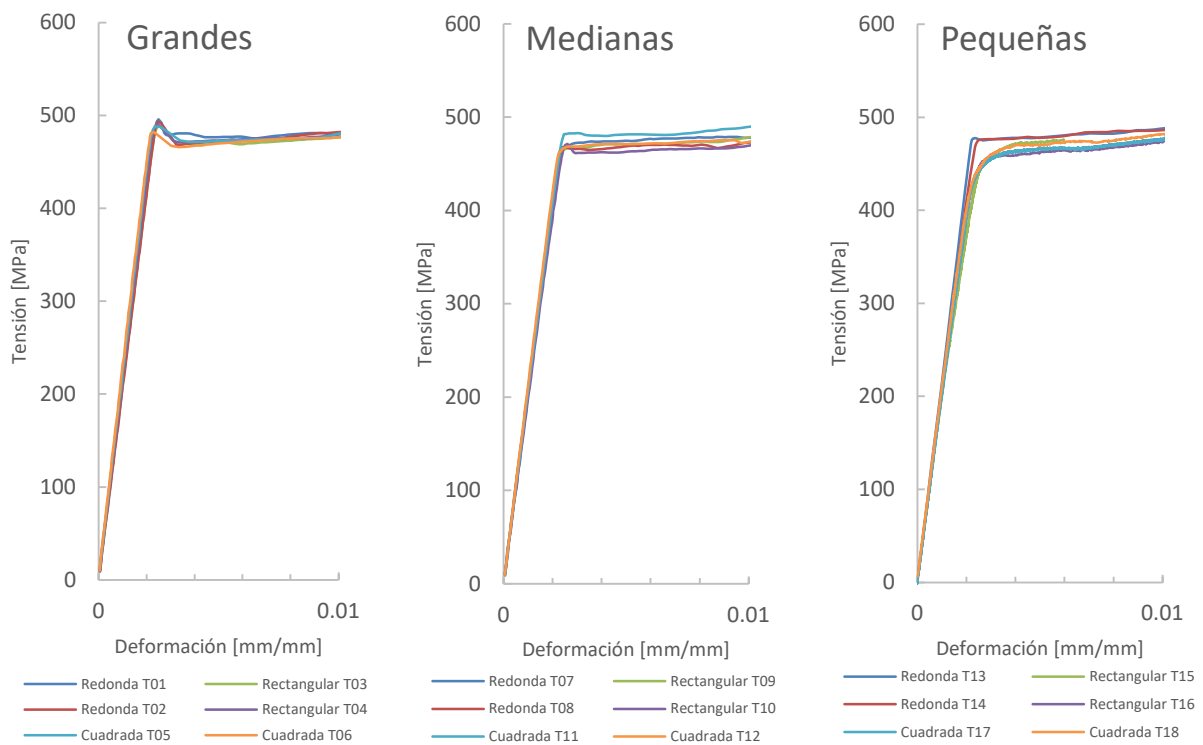 Grandes
600
500
400
300
200
100
0
Tensión [MPa]
0
0.01
Deformación [mm/mm]
Redonda T01
Rectangular T03
Redonda T02
Rectangular T04
Cuadrada T05
Cuadrada T06
Medianas
600
500
400
300
200
100
0
Tensión [MPa]
0
0.01
Deformación [mm/mm]
Redonda T07
Rectangular T09
Redonda T08
Rectangular T10
Cuadrada T11
Cuadrada T12
Pequeñas
600
500
400
300
200
100
0
Tensión [MPa]
0
0.01
Deformación [mm/mm]
Redonda T13
Rectangular T15
Redonda T14
Rectangular T16
Cuadrada T17
Cuadrada T18